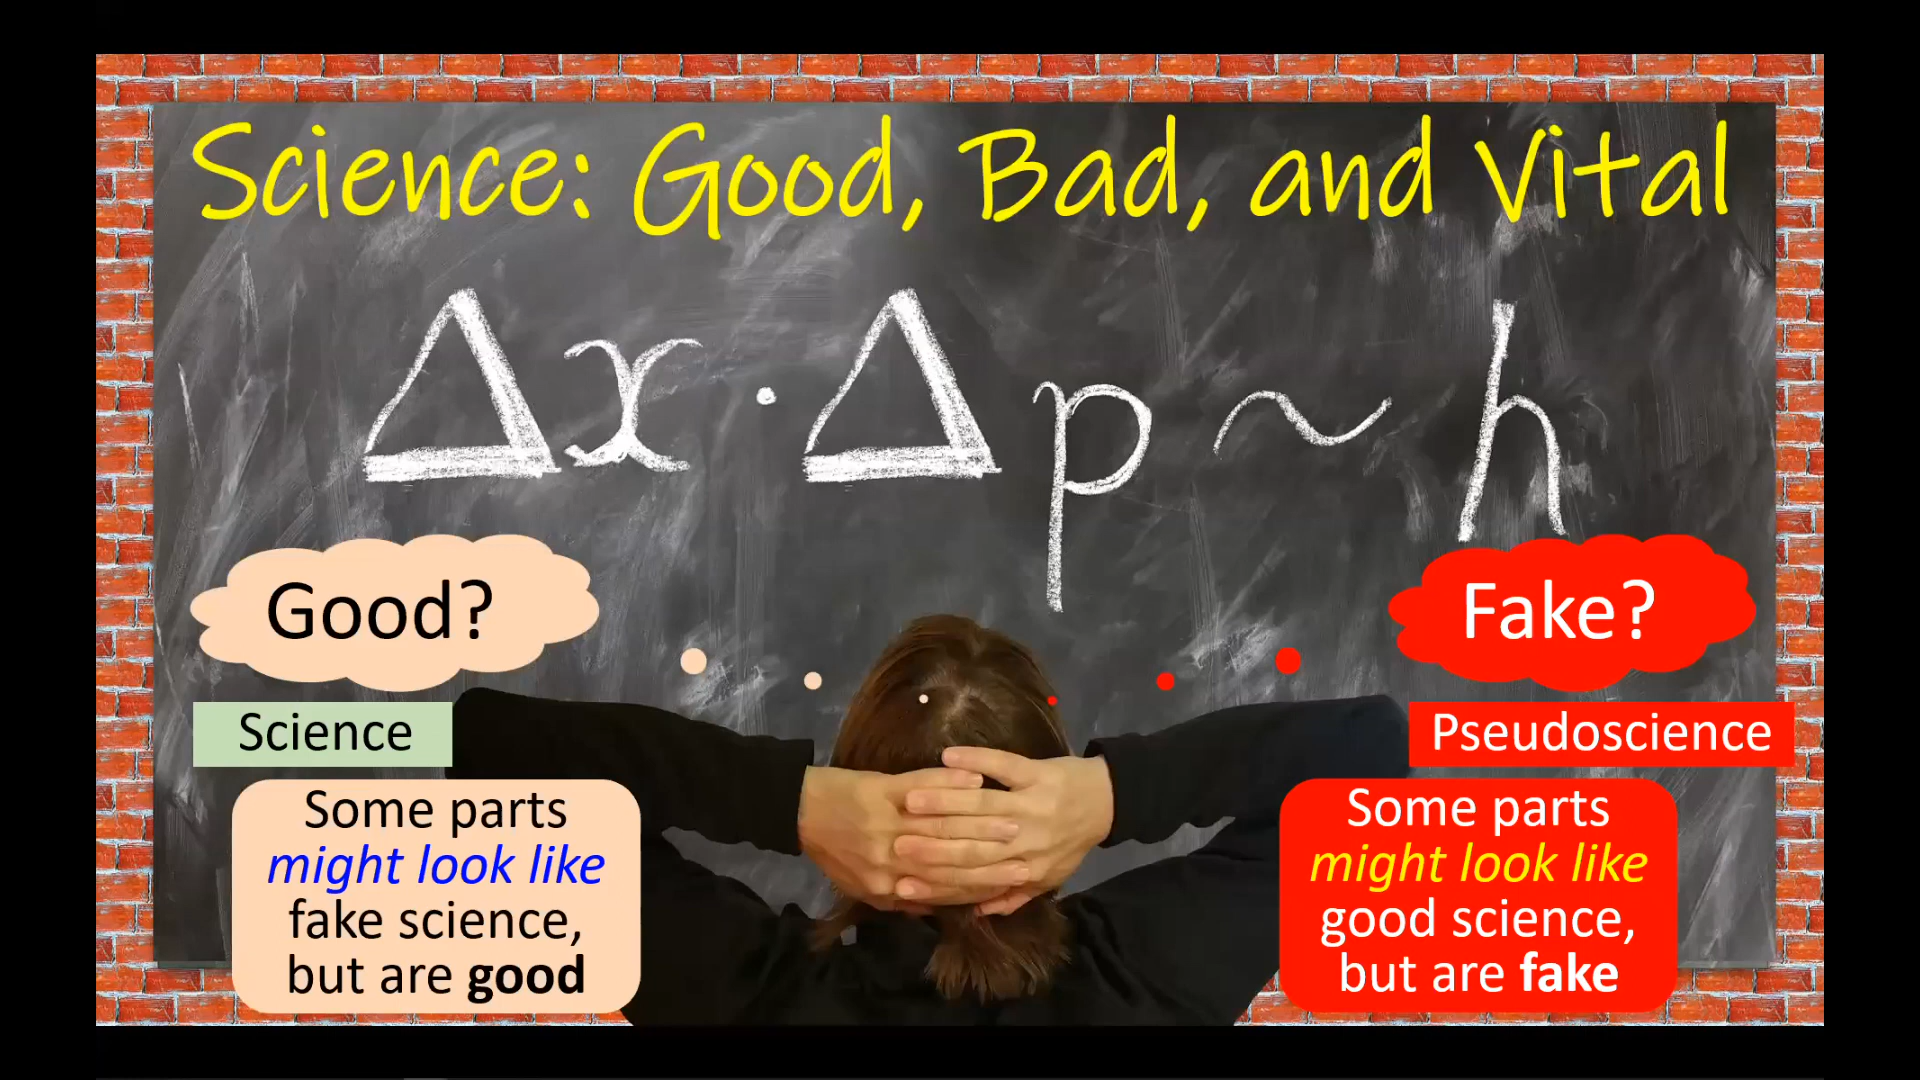 Science: Good, Bad, and Vital
Δx · Δp ~ h
Good?
Fake?
Science
Pseudoscience
Some parts
might look like
fake science,
but are good
Some parts
might look like
good science,
but are fake